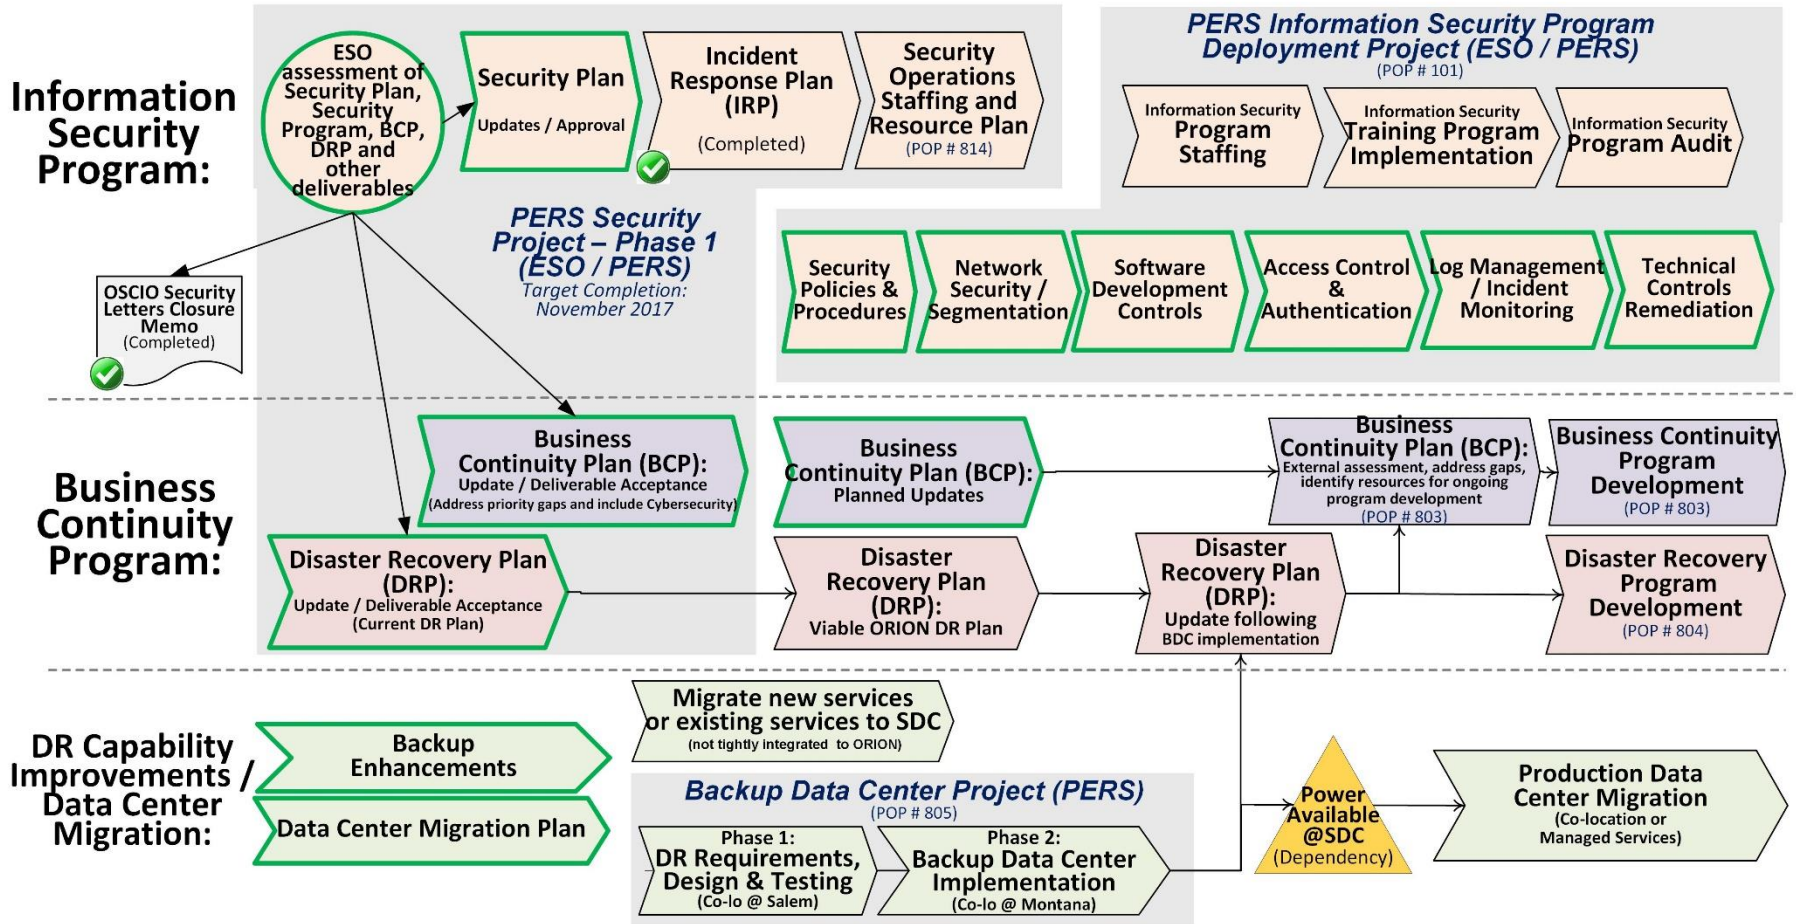 Information
Security
Program:
ESO
assessment of
Security Plan,
Security
Program, BCP,
DRP and
other
deliverables
Security Plan
Updates / Approval
Incident
Response Plan
(IRP)
(Completed)
Security
Operations
Staffing and
Resource Plan
(POP # 814)
PERS Information Security Program
Deployment Project (ESO / PERS)
(POP # 101)
Information Security
Program
Staffing
Information Security
Training Program
Implementation
Information Security
Program Audit
PERS Security
Project – Phase 1
(ESO / PERS)
Target Completion:
November 2017
OSCIO Security
Letters Closure
Memo
(Completed)
Security
Policies &
Procedures
Network
Security /
Segmentation
Software
Development
Controls
Access Control
&
Authentication
Log Management
/ Incident
Monitoring
Technical
Controls
Remediation
Business
Continuity
Program:
Business
Continuity Plan (BCP):
Update / Deliverable Acceptance
(Address priority gaps and include Cybersecurity)
Business
Continuity Plan (BCP):
Planned Updates
Business
Continuity Plan (BCP):
External assessment, address gaps,
identify resources for ongoing
program development
(POP # 803)
Business Continuity
Program
Development
(POP # 803)
Disaster Recovery Plan
(DRP):
Update / Deliverable Acceptance
(Current DR Plan)
Disaster
Recovery Plan
(DRP):
Viable ORION DR Plan
Disaster
Recovery Plan
(DRP):
Update following
BDC implementation
Disaster Recovery
Program
Development
(POP # 804)
DR Capability
Improvements /
Data Center
Migration:
Backup
Enhancements
Data Center Migration Plan
Migrate new services
or existing services to SDC
(not tightly integrated to ORION)
Backup Data Center Project (PERS)
(POP # 805)
Phase 1:
DR Requirements,
Design & Testing
(Co-lo @ Salem)
Phase 2:
Backup Data Center
Implementation
(Co-lo @ Montana)
Power
Available
@SDC
(Dependency)
Production Data
Center Migration
(Co-location or
Managed Services)